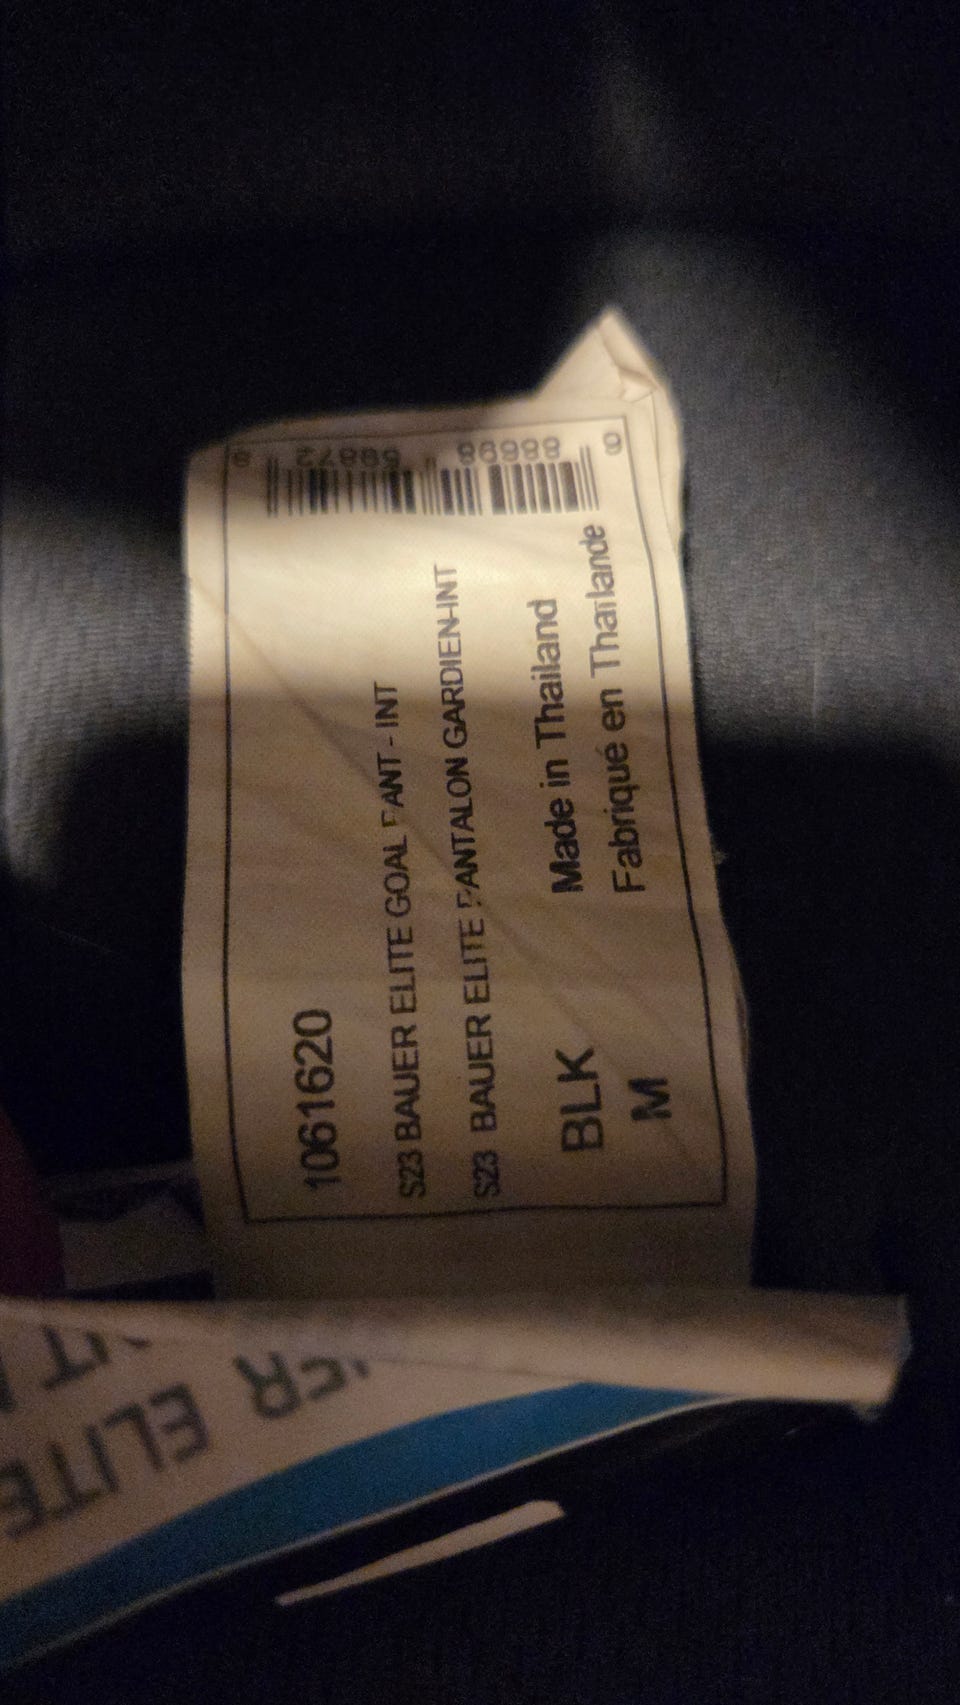 1061620
S23 BAUER ELITE GOAL PANT - INT
S23 BAUER ELITE PANTALON GARDIEN-INT
BLK
Made in Thailand
M
Fabriqué en Thaïlande
ELITE